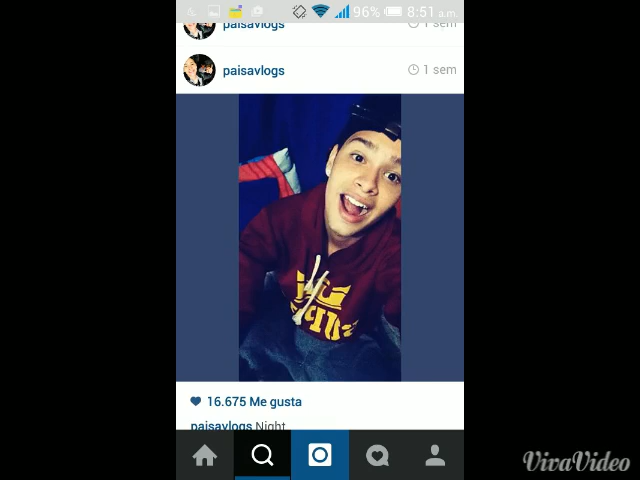 96% 8:51 a.m.
paisavlogs 1 sem
paisavlogs 1 sem
16.675 Me gusta
paisavlogs Night
VivaVideo